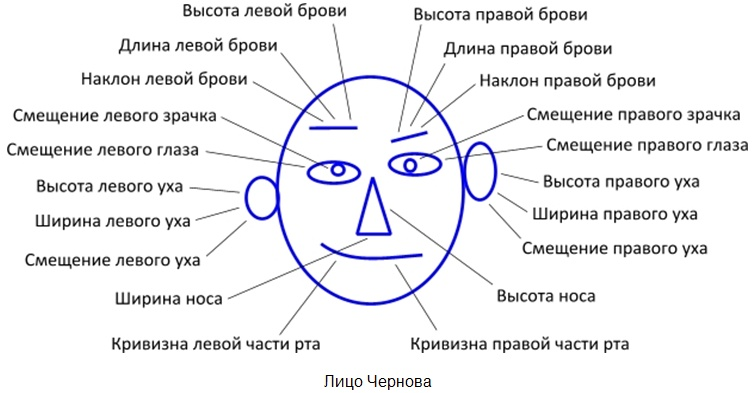 Высота левой брови
Высота правой брови
Длина левой брови
Длина правой брови
Наклон левой брови
Наклон правой брови
Смещение левого зрачка
Смещение правого зрачка
Смещение левого глаза
Смещение правого глаза
Высота левого уха
Высота правого уха
Ширина левого уха
Ширина правого уха
Смещение левого уха
Смещение правого уха
Ширина носа
Высота носа
Кривизна левой части рта
Кривизна правой части рта
Лицо Чернова